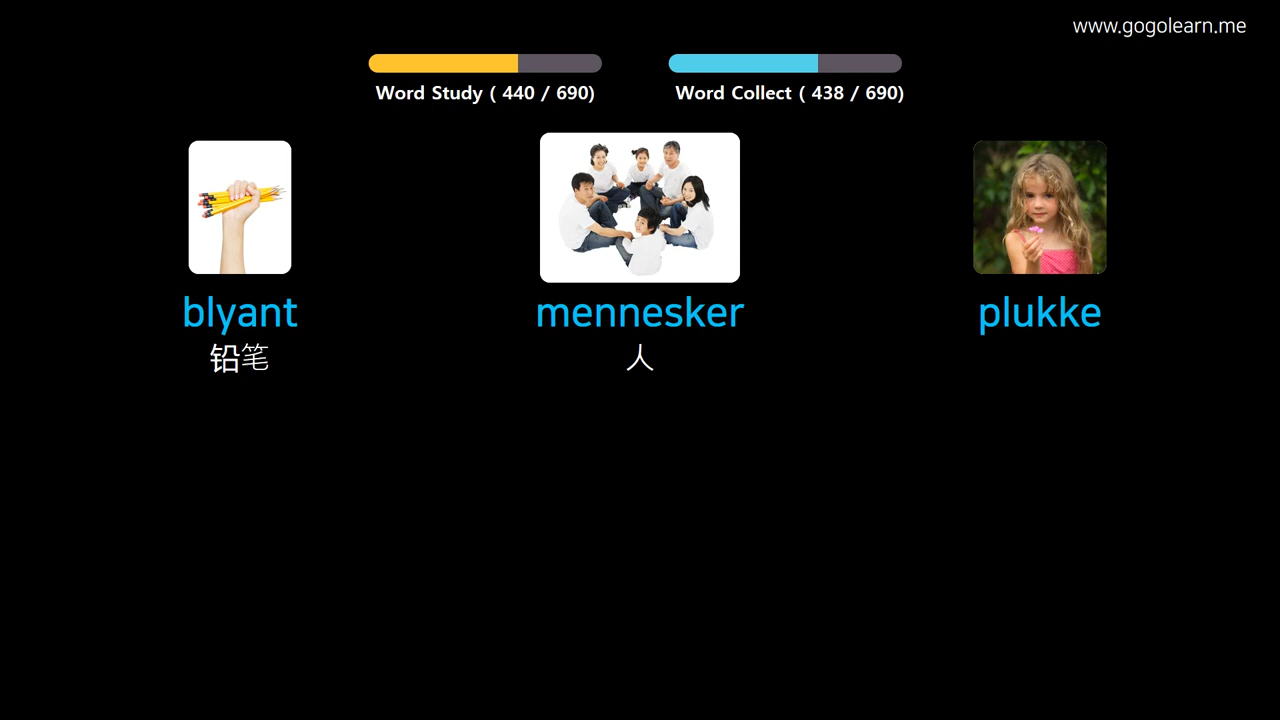 www.gogolearn.me
Word Study ( 440 / 690)
Word Collect ( 438 / 690)
blyant
mennesker
plukke
铅笔
人